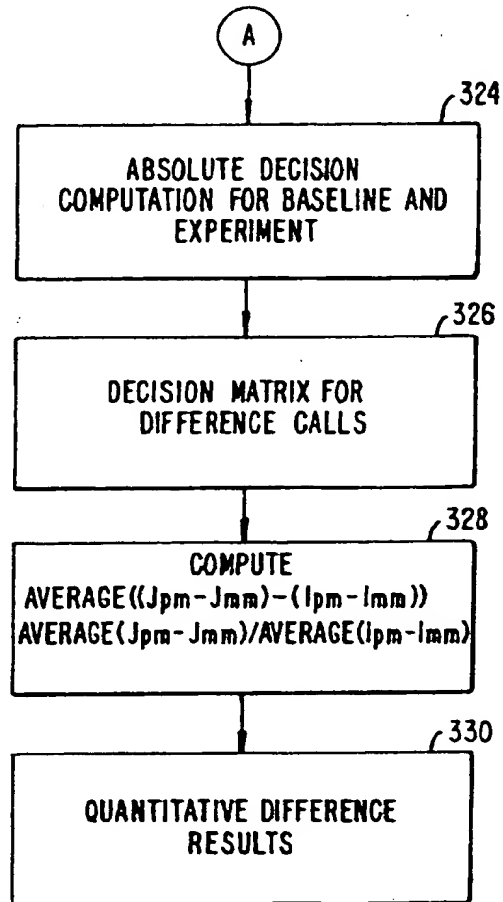 A
324
ABSOLUTE DECISION
COMPUTATION FOR BASELINE AND
EXPERIMENT
326
DECISION MATRIX FOR
DIFFERENCE CALLS
328
COMPUTE
AVERAGE((Jpm-Jmm)-(Ipm-Imm))
AVERAGE(Jpm-Jmm)/AVERAGE(Ipm-Imm)
330
QUANTITATIVE DIFFERENCE
RESULTS